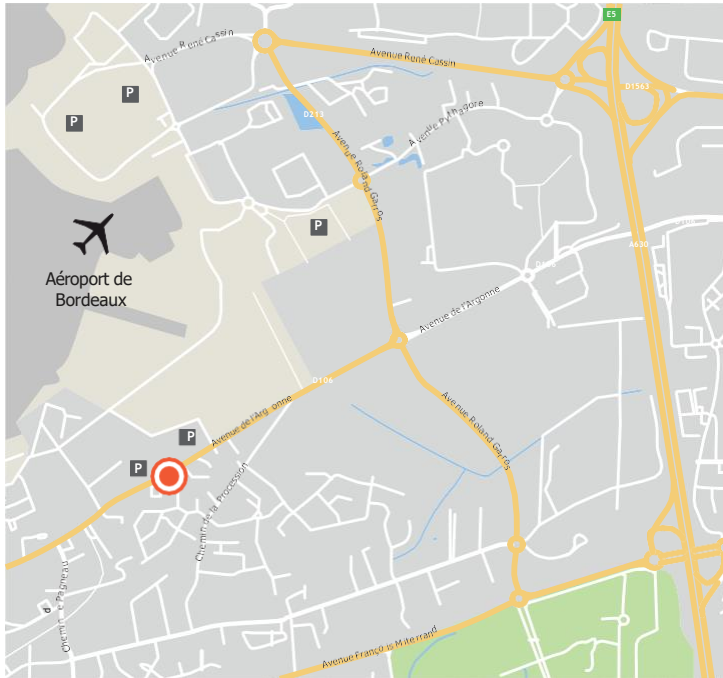 E5
Avenue René Cassin
Avenue René Cassin
P
D1563
P
D213
Avenue Pythagore
Avenue Roland Garros
P
A630
Aéroport de
Bordeaux
Avenue de l'Argonne
D106
Avenue de l'Argonne
Avenue Roland Garros
P
P
Chemin de la Procession
P
Avenue François Mitterrand